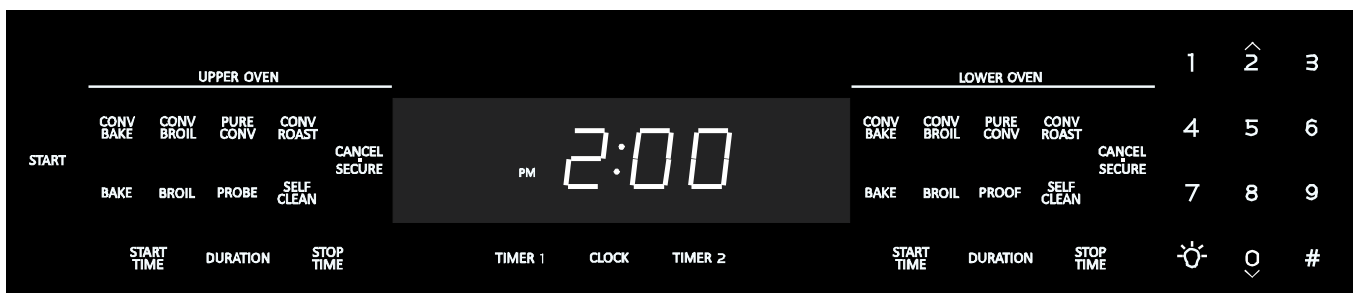 UPPER OVEN
LOWER OVEN
1 2 3
CONV BAKE
CONV BROIL
PURE CONV
CONV ROAST
CONV BAKE
CONV BROIL
PURE CONV
CONV ROAST
4 5 6
START
CANCEL
SECURE
PM 2:00
CANCEL
SECURE
BAKE
BROIL
PROBE
SELF CLEAN
BAKE
BROIL
PROOF
SELF CLEAN
7 8 9
START TIME
DURATION
STOP TIME
TIMER 1
CLOCK
TIMER 2
START TIME
DURATION
STOP TIME
0 #